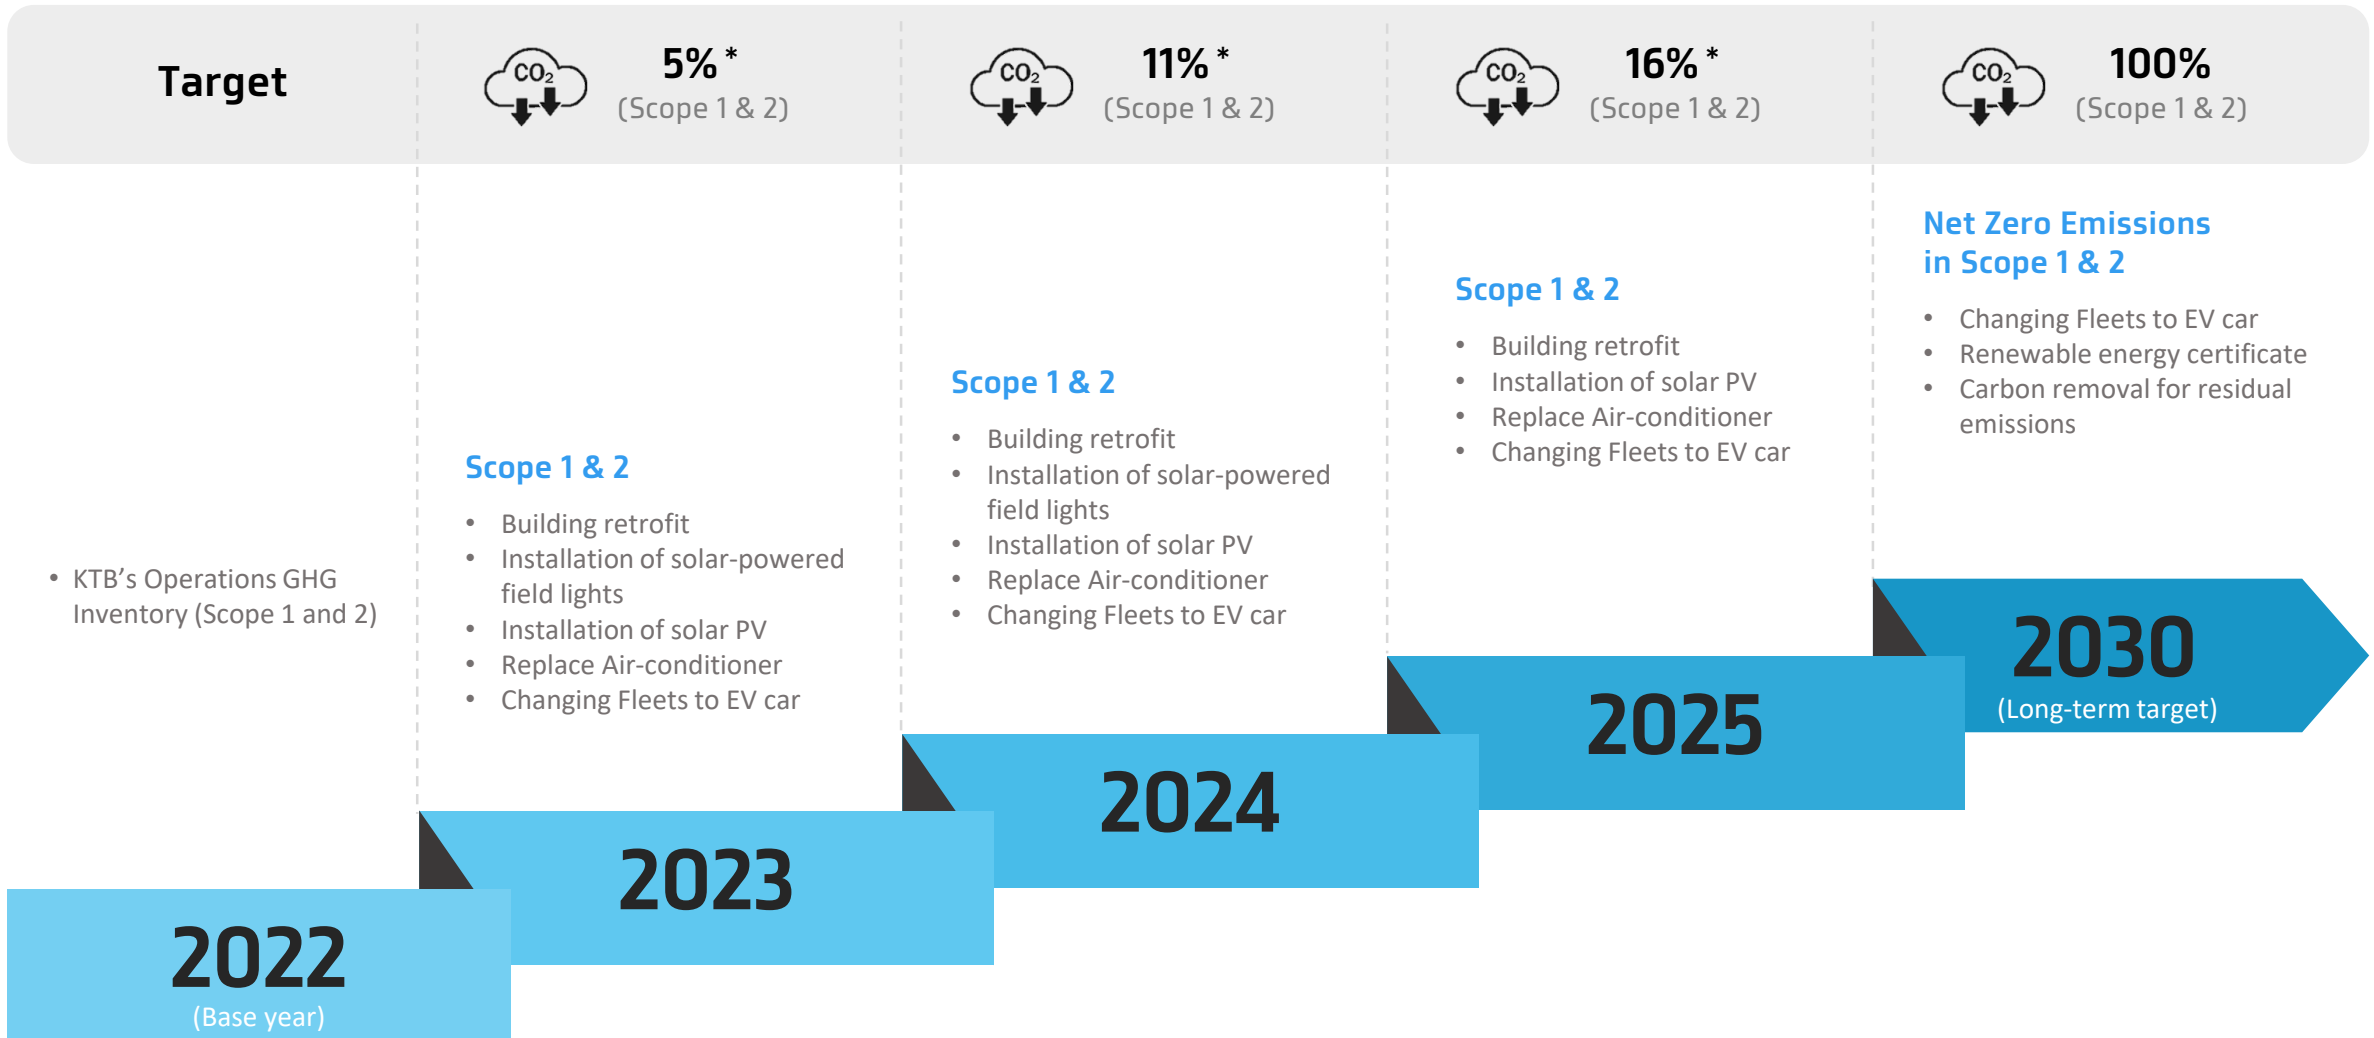 Target
CO2
5% *
(Scope 1 & 2)
CO2
11% *
(Scope 1 & 2)
CO2
16% *
(Scope 1 & 2)
CO2
100%
(Scope 1 & 2)
• KTB’s Operations GHG
Inventory (Scope 1 and 2)
2022
(Base year)
Scope 1 & 2
• Building retrofit
• Installation of solar-powered
field lights
• Installation of solar PV
• Replace Air-conditioner
• Changing Fleets to EV car
2023
Scope 1 & 2
• Building retrofit
• Installation of solar-powered
field lights
• Installation of solar PV
• Replace Air-conditioner
• Changing Fleets to EV car
2024
Scope 1 & 2
• Building retrofit
• Installation of solar PV
• Replace Air-conditioner
• Changing Fleets to EV car
2025
Net Zero Emissions
in Scope 1 & 2
• Changing Fleets to EV car
• Renewable energy certificate
• Carbon removal for residual
emissions
2030
(Long-term target)